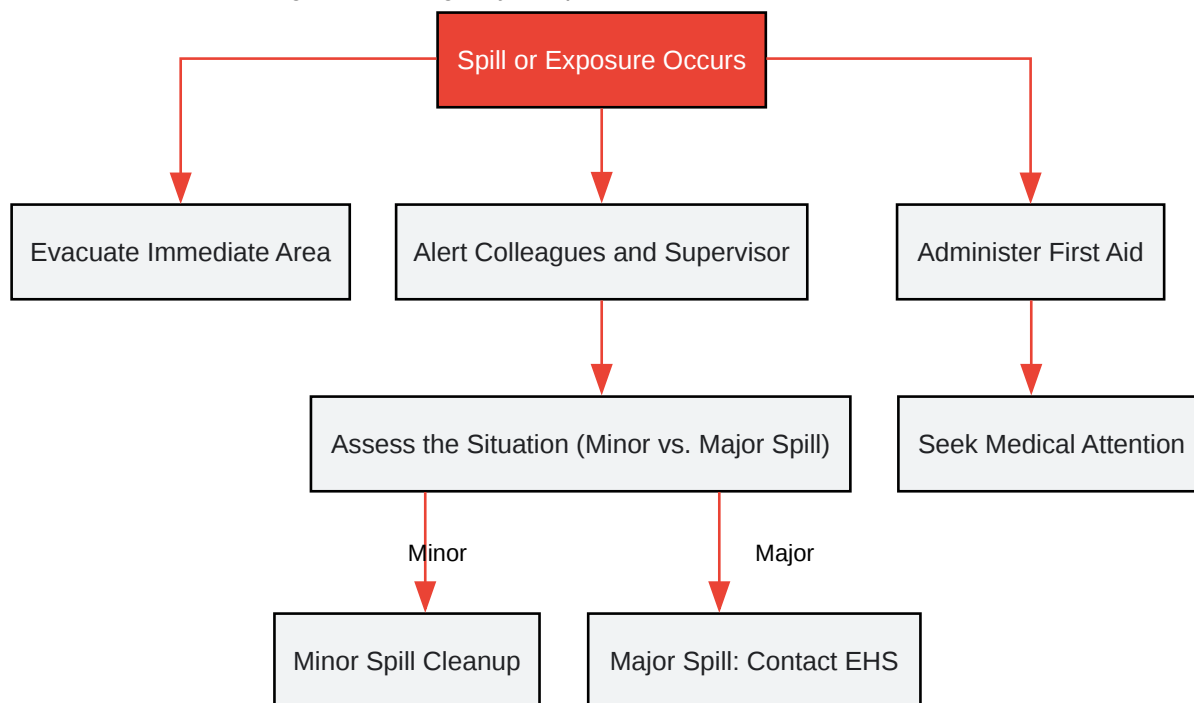 Spill or Exposure Occurs
Evacuate Immediate Area
Alert Colleagues and Supervisor
Administer First Aid
Assess the Situation (Minor vs. Major Spill)
Seek Medical Attention
Minor
Major
Minor Spill Cleanup
Major Spill: Contact EHS